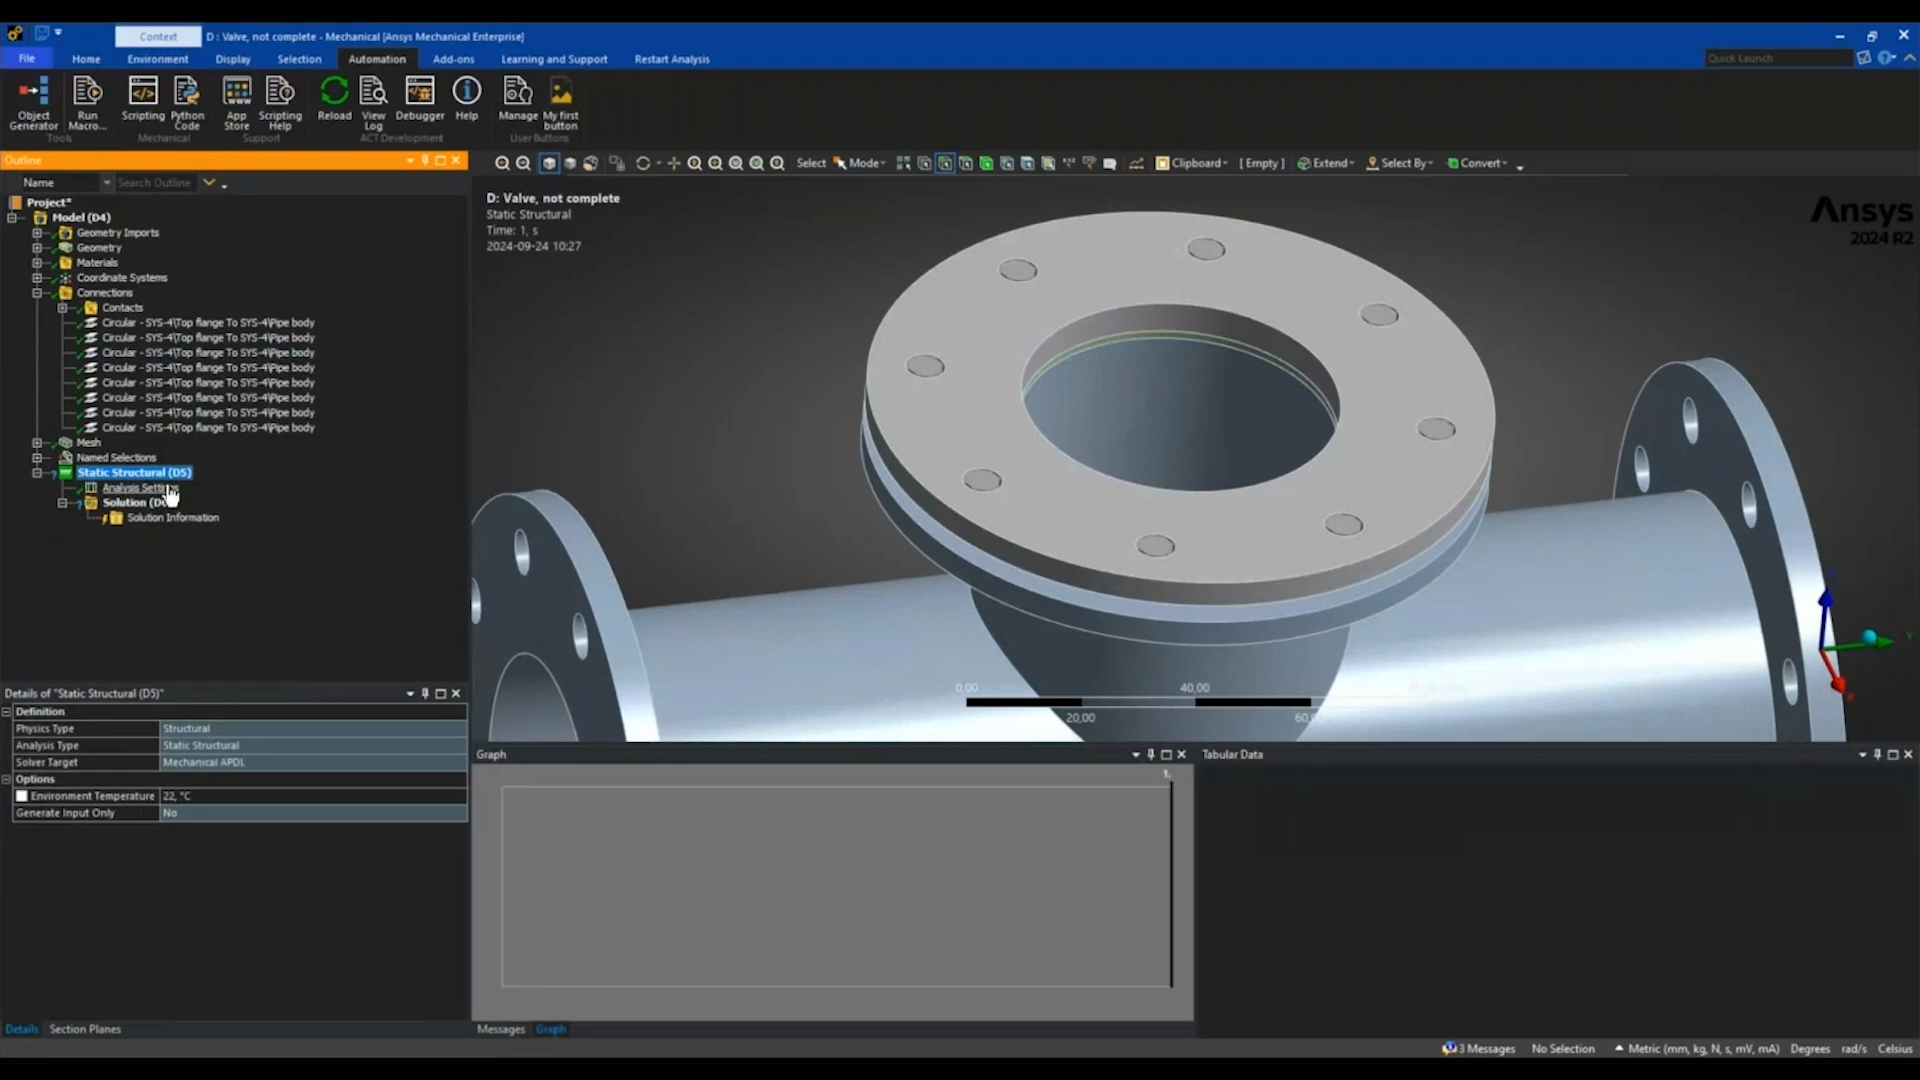 Context
D : Valve, not complete - Mechanical [Ansys Mechanical Enterprise]
File Home Environment Display Selection Automation Add-ons Learning and Support Restart Analysis
Quick Launch
Object Generator
Run Macro...
Scripting
Python Code
App Store
Scripting Help
Reload
View Log
Debugger
Help
Manage
My first button
Tools Mechanical Support ACT Development User Buttons
Outline
Name Search Outline
Select Mode Clipboard [ Empty ] Extend Select By Convert
Project*
Model (D4)
Geometry Imports
Geometry
Materials
Coordinate Systems
Connections
Contacts
Circular - SYS-4\Top flange To SYS-4\Pipe body
Circular - SYS-4\Top flange To SYS-4\Pipe body
Circular - SYS-4\Top flange To SYS-4\Pipe body
Circular - SYS-4\Top flange To SYS-4\Pipe body
Circular - SYS-4\Top flange To SYS-4\Pipe body
Circular - SYS-4\Top flange To SYS-4\Pipe body
Circular - SYS-4\Top flange To SYS-4\Pipe body
Circular - SYS-4\Top flange To SYS-4\Pipe body
Mesh
Named Selections
Static Structural (D5)
Analysis Settings
Solution (D6
Solution Information
D: Valve, not complete
Static Structural
Time: 1, s
2024-09-24 10:27
Ansys
2024 R2
0,00 40,00
20,00 60,0
Y
X
Details of "Static Structural (D5)"
Definition
Physics Type Structural
Analysis Type Static Structural
Solver Target Mechanical APDL
Options
Environment Temperature 22, °C
Generate Input Only No
Graph
1,
Tabular Data
Details Section Planes
Messages Graph
3 Messages No Selection Metric (mm, kg, N, s, mV, mA) Degrees rad/s Celsius